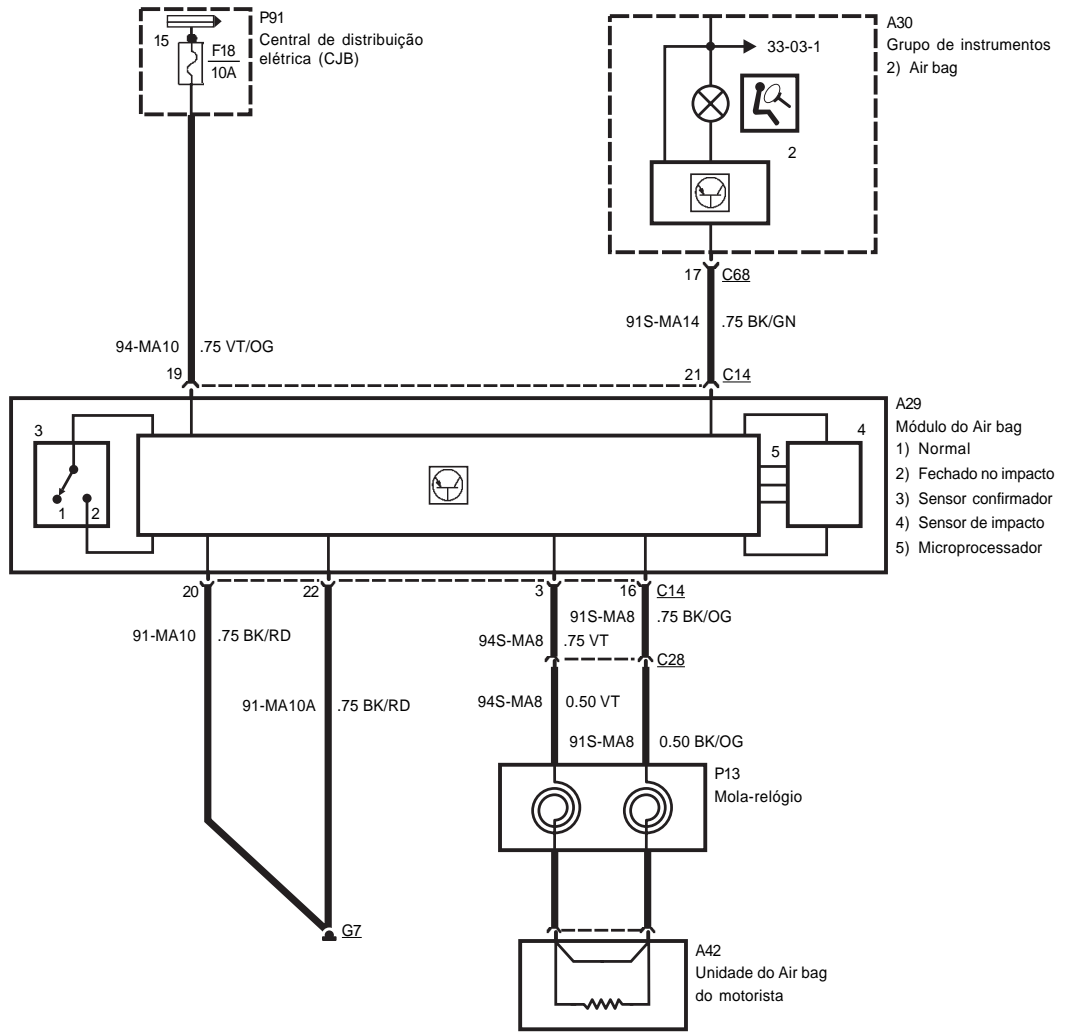 P91
Central de distribuição
elétrica (CJB)
15
F18
10A
A30
Grupo de instrumentos
2) Air bag
33-03-1
2
17 C68
91S-MA14 .75 BK/GN
94-MA10 .75 VT/OG
19
21 C14
A29
Módulo do Air bag
1) Normal
2) Fechado no impacto
3) Sensor confirmador
4) Sensor de impacto
5) Microprocessador
3
4
5
1 2
20 22 3 16 C14
91S-MA8 .75 BK/OG
91-MA10 .75 BK/RD
94S-MA8 .75 VT
C28
91-MA10A .75 BK/RD
94S-MA8 0.50 VT
91S-MA8 0.50 BK/OG
P13
Mola-relógio
G7
A42
Unidade do Air bag
do motorista